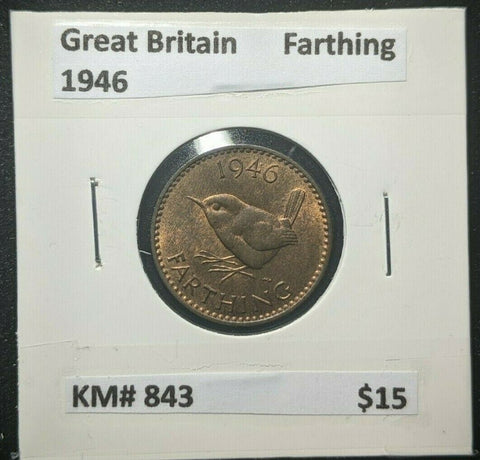 Great Britain Farthing
1946
1946
FARTHING
KM# 843 $15